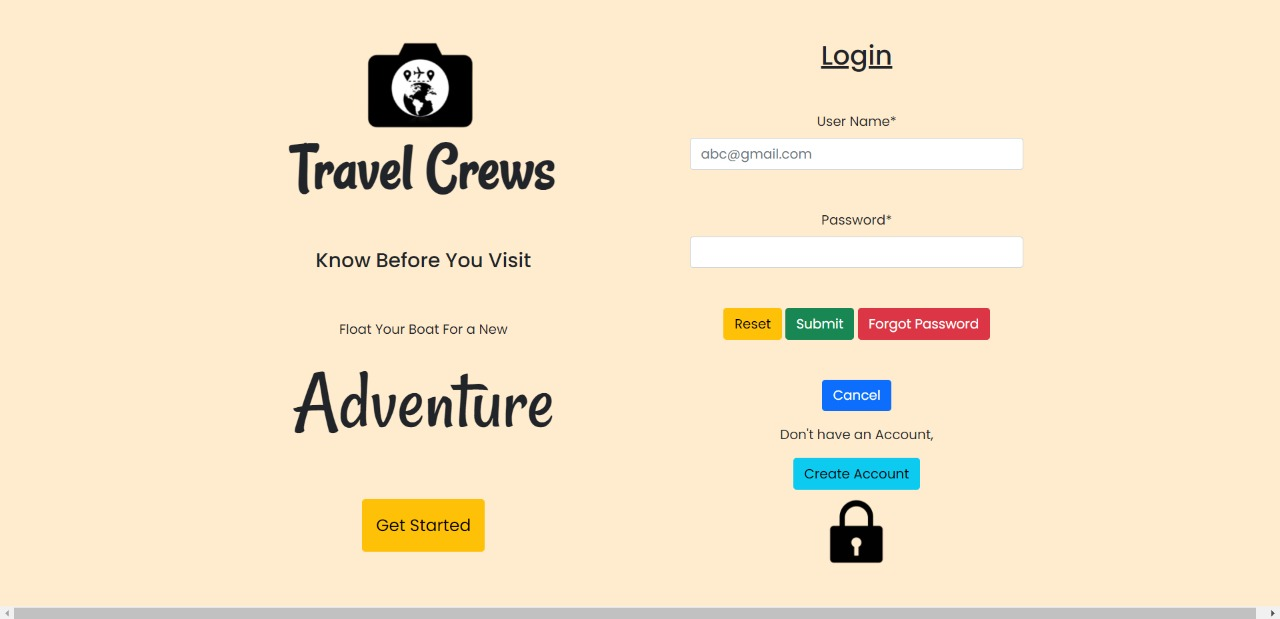 Travel Crews
Know Before You Visit
Float Your Boat For a New
Adventure
Get Started
Login
User Name*
abc@gmail.com
Password*
Reset Submit Forgot Password
Cancel
Don't have an Account,
Create Account